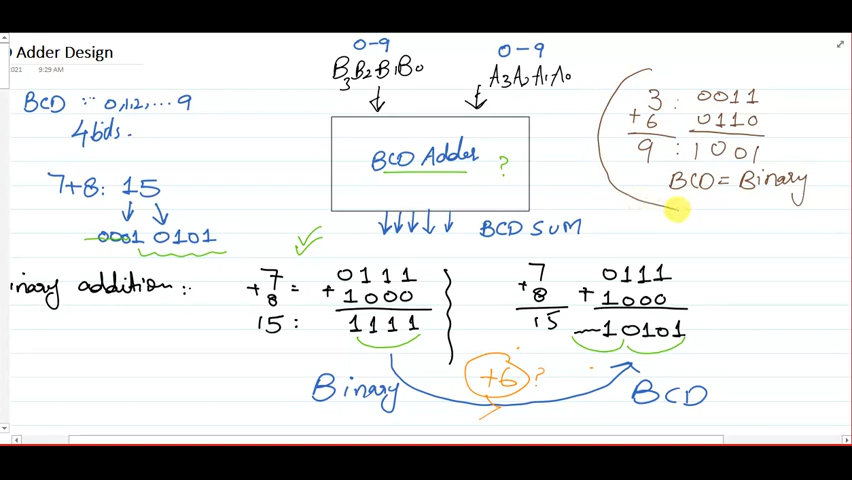 Adder Design
2021
9:29 AM
0-9
0-9
B3B2B1B0
A3A2A1A0
BCD ∵ 0,1,2, ... 9
4 bits.
7+8: 15
0001 0101
BCD Adder ?
BCD SUM
3 : 0011
+ 6 0110
9 : 1001
BCD = Binary
inary addition:
7 = 0111
+ 8 + 1000
15 : 1111
7 0111
+ 8 + 1000
15 10101
Binary
+6 ?
BCD